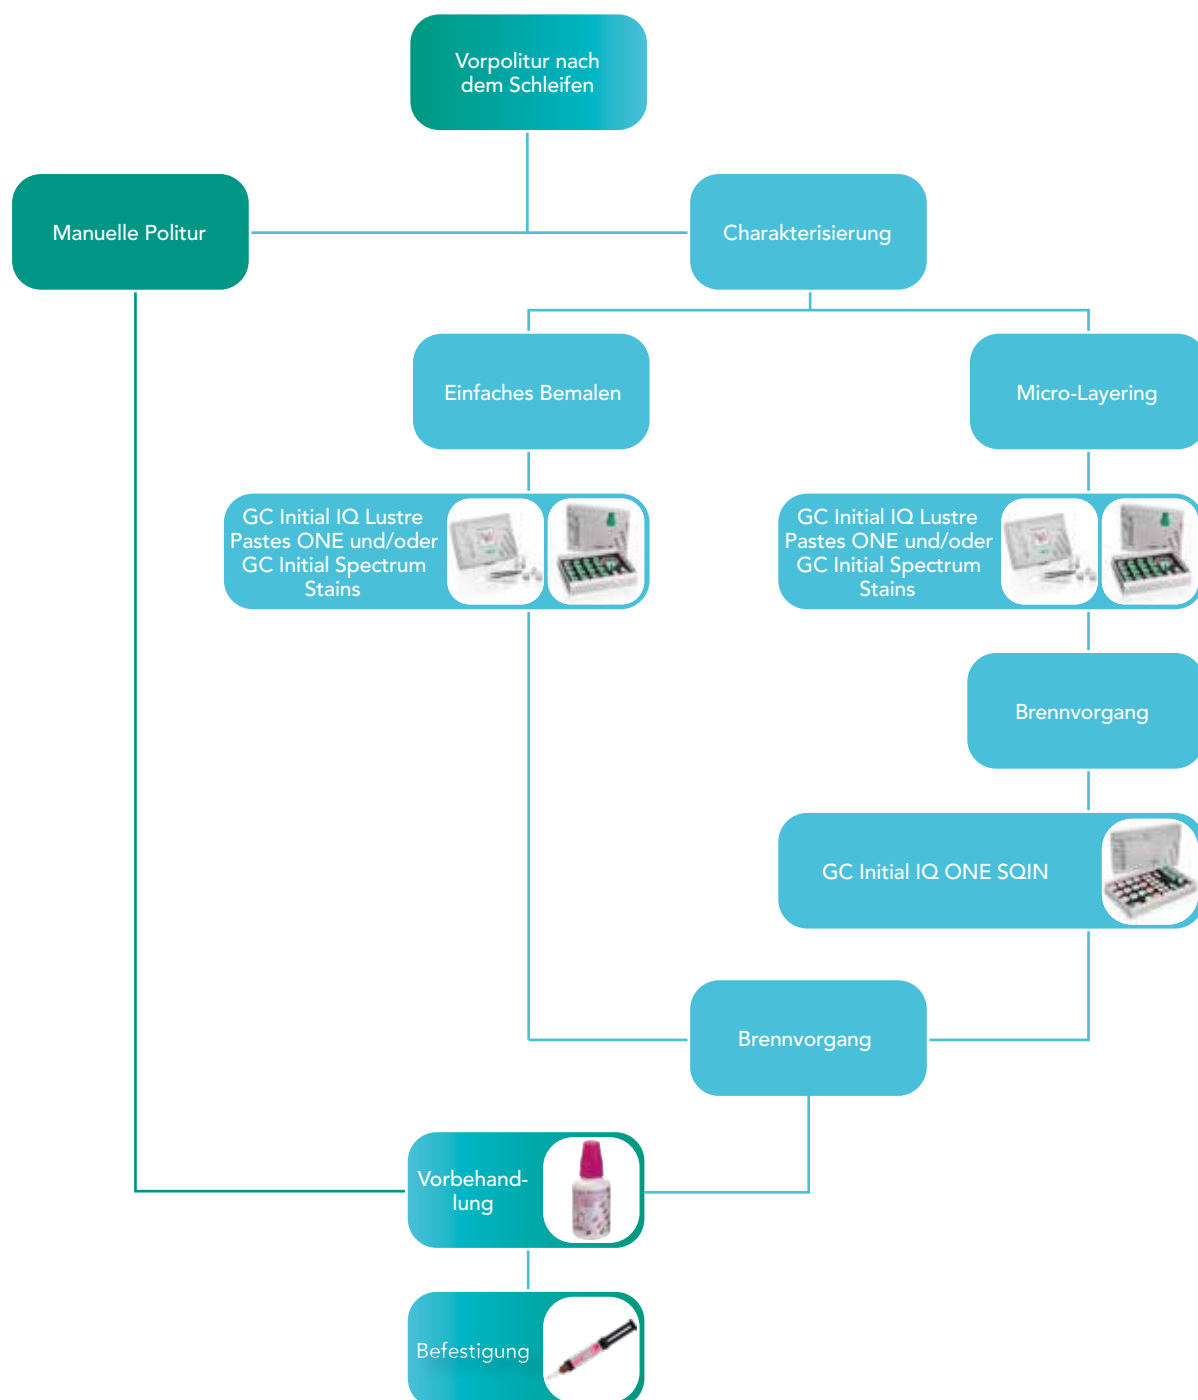 Vorpolitur nach
dem Schleifen
Manuelle Politur
Charakterisierung
Einfaches Bemalen
Micro-Layering
GC Initial IQ Lustre
Pastes ONE und/oder
GC Initial Spectrum
Stains
GC Initial IQ Lustre
Pastes ONE und/oder
GC Initial Spectrum
Stains
Brennvorgang
GC Initial IQ ONE SQIN
Brennvorgang
Vorbehand-
lung
Befestigung